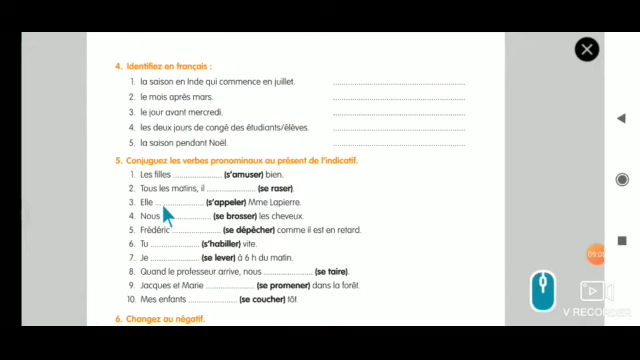 4. Identifiez en français :
1. la saison en Inde qui commence en juillet. ............................................
2. le mois après mars. ............................................
3. le jour avant mercredi. ............................................
4. les deux jours de congé des étudiants/élèves. ............................................
5. la saison pendant Noël. ............................................
5. Conjuguez les verbes pronominaux au présent de l'indicatif.
1. Les filles .................... (s'amuser) bien.
2. Tous les matins, il .................... (se raser).
3. Elle .................... (s'appeler) Mme Lapierre.
4. Nous .................... (se brosser) les cheveux.
5. Frédéric .................... (se dépêcher) comme il est en retard.
6. Tu .................... (s'habiller) vite.
7. Je .................... (se lever) à 6 h du matin.
8. Quand le professeur arrive, nous .................... (se taire).
9. Jacques et Marie .................... (se promener) dans la forêt.
10. Mes enfants .................... (se coucher) tôt.
6. Changez au négatif.
V RECORDER